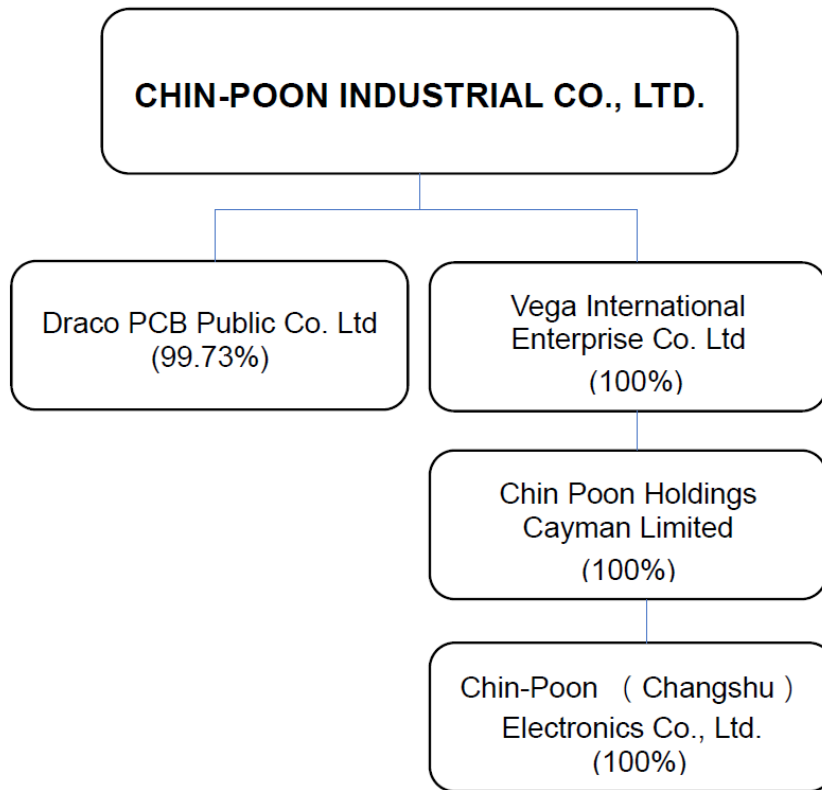 CHIN-POON INDUSTRIAL CO., LTD.
Draco PCB Public Co. Ltd
(99.73%)
Vega International
Enterprise Co. Ltd
(100%)
Chin Poon Holdings
Cayman Limited
(100%)
Chin-Poon （ Changshu ）
Electronics Co., Ltd.
(100%)